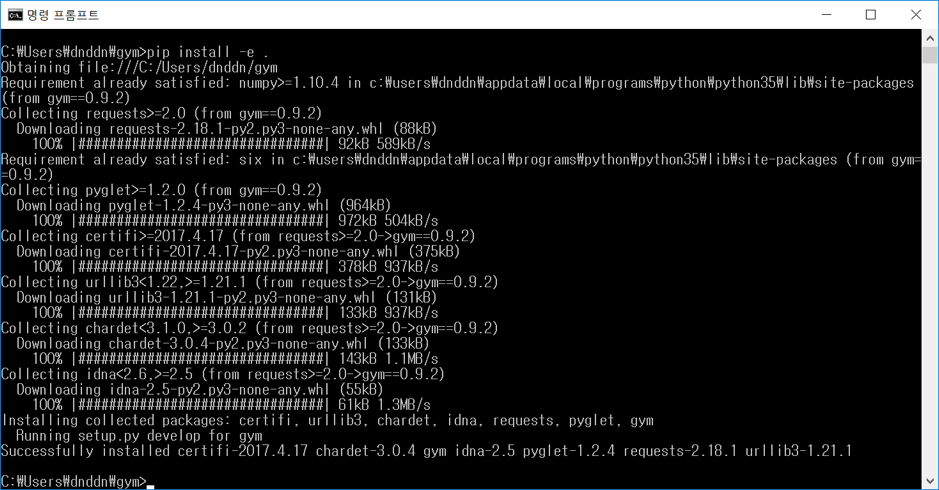 명령 프롬프트
C:₩Users₩dnddn₩gym>pip install -e .
Obtaining file:///C:/Users/dnddn/gym
Requirement already satisfied: numpy>=1.10.4 in c:₩users₩dnddn₩appdata₩local₩programs₩python₩python35₩lib₩site-packages
(from gym==0.9.2)
Collecting requests>=2.0 (from gym==0.9.2)
  Downloading requests-2.18.1-py2.py3-none-any.whl (88kB)
    100% |################################| 92kB 589kB/s
Requirement already satisfied: six in c:₩users₩dnddn₩appdata₩local₩programs₩python₩python35₩lib₩site-packages (from gym=
=0.9.2)
Collecting pyglet>=1.2.0 (from gym==0.9.2)
  Downloading pyglet-1.2.4-py3-none-any.whl (964kB)
    100% |################################| 972kB 504kB/s
Collecting certifi>=2017.4.17 (from requests>=2.0->gym==0.9.2)
  Downloading certifi-2017.4.17-py2.py3-none-any.whl (375kB)
    100% |################################| 378kB 937kB/s
Collecting urllib3<1.22,>=1.21.1 (from requests>=2.0->gym==0.9.2)
  Downloading urllib3-1.21.1-py2.py3-none-any.whl (131kB)
    100% |################################| 133kB 937kB/s
Collecting chardet<3.1.0,>=3.0.2 (from requests>=2.0->gym==0.9.2)
  Downloading chardet-3.0.4-py2.py3-none-any.whl (133kB)
    100% |################################| 143kB 1.1MB/s
Collecting idna<2.6,>=2.5 (from requests>=2.0->gym==0.9.2)
  Downloading idna-2.5-py2.py3-none-any.whl (55kB)
    100% |################################| 61kB 1.3MB/s
Installing collected packages: certifi, urllib3, chardet, idna, requests, pyglet, gym
  Running setup.py develop for gym
Successfully installed certifi-2017.4.17 chardet-3.0.4 gym idna-2.5 pyglet-1.2.4 requests-2.18.1 urllib3-1.21.1
C:₩Users₩dnddn₩gym>